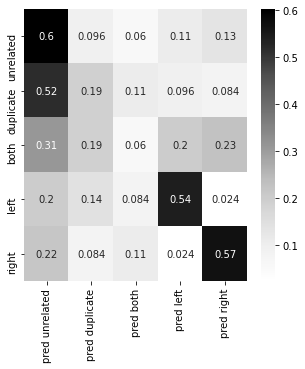 unrelated 0.6 0.096 0.06 0.11 0.13
duplicate 0.52 0.19 0.11 0.096 0.084
both 0.31 0.19 0.06 0.2 0.23
left 0.2 0.14 0.084 0.54 0.024
right 0.22 0.084 0.11 0.024 0.57
pred unrelated
pred duplicate
pred both
pred left
pred right
0.6
0.5
0.4
0.3
0.2
0.1